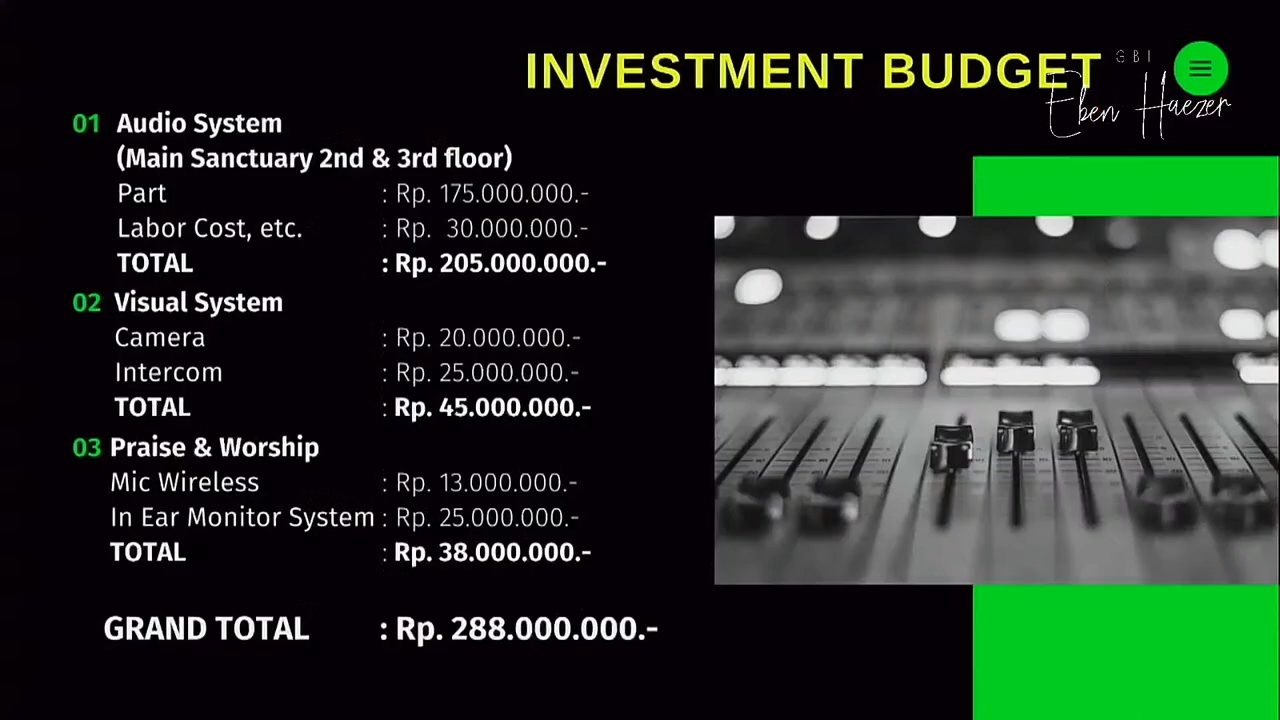 INVESTMENT BUDGET
GBI
Eben Haezer
01 Audio System
(Main Sanctuary 2nd & 3rd floor)
Part : Rp. 175.000.000.-
Labor Cost, etc. : Rp. 30.000.000.-
TOTAL : Rp. 205.000.000.-
02 Visual System
Camera : Rp. 20.000.000.-
Intercom : Rp. 25.000.000.-
TOTAL : Rp. 45.000.000.-
03 Praise & Worship
Mic Wireless : Rp. 13.000.000.-
In Ear Monitor System : Rp. 25.000.000.-
TOTAL : Rp. 38.000.000.-
GRAND TOTAL : Rp. 288.000.000.-